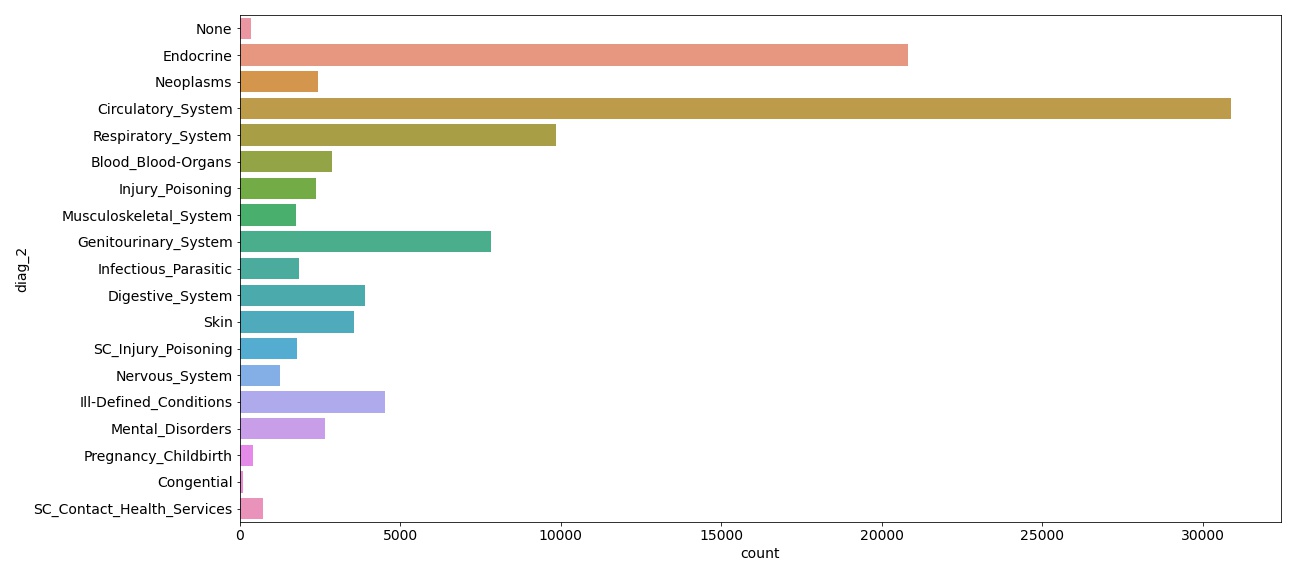 None
Endocrine
Neoplasms
Circulatory_System
Respiratory_System
Blood_Blood-Organs
Injury_Poisoning
Musculoskeletal_System
Genitourinary_System
Infectious_Parasitic
Digestive_System
Skin
SC_Injury_Poisoning
Nervous_System
Ill-Defined_Conditions
Mental_Disorders
Pregnancy_Childbirth
Congential
SC_Contact_Health_Services
diag_2
0 5000 10000 15000 20000 25000 30000
count